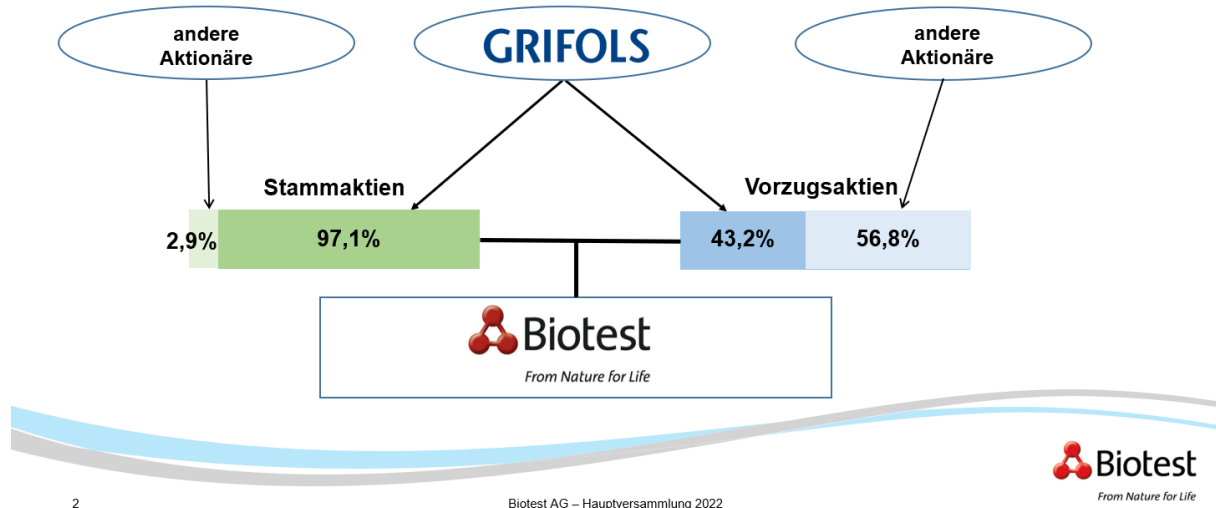 andere
Aktionäre
GRIFOLS
andere
Aktionäre
Stammaktien
Vorzugsaktien
2,9%
97,1%
43,2%
56,8%
Biotest
From Nature for Life
Biotest
From Nature for Life
2
Biotest AG – Hauptversammlung 2022